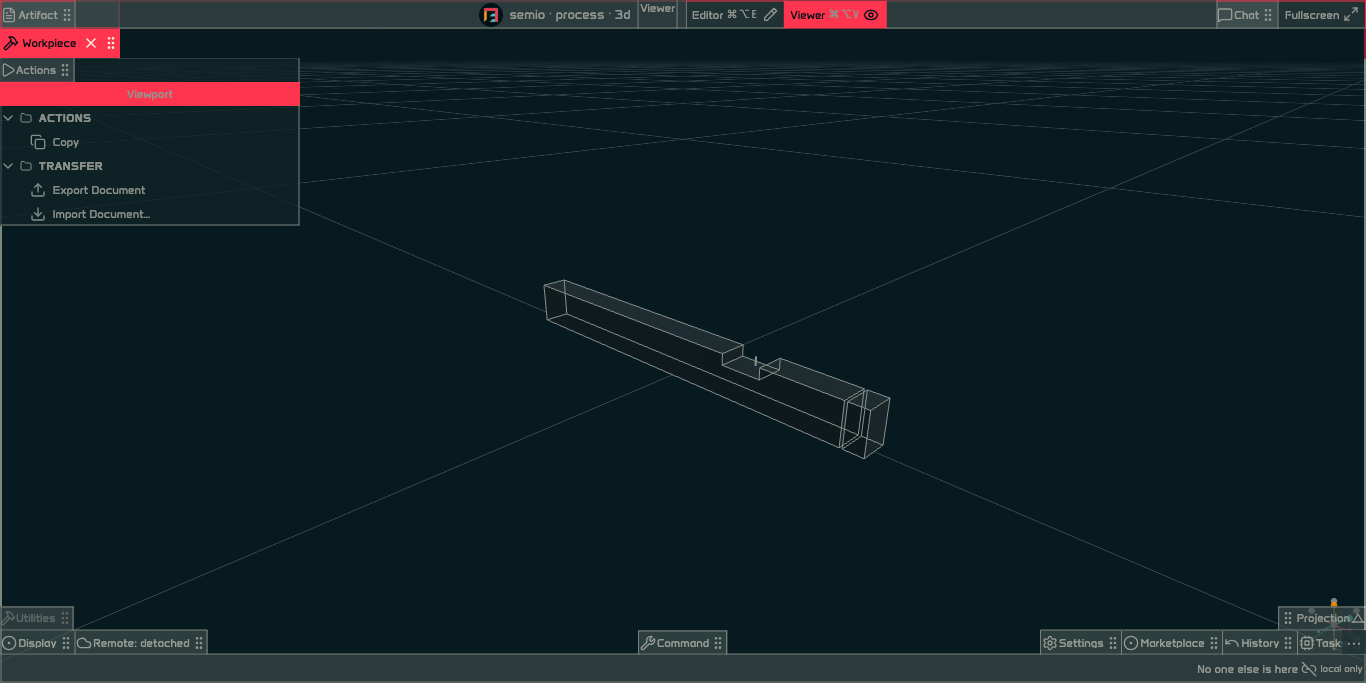 Artifact
semio · process · 3d
Viewer
Editor ⌘⌥E
Viewer ⌘⌥V
Chat
Fullscreen
Workpiece
Actions
Viewport
ACTIONS
Copy
TRANSFER
Export Document
Import Document...
Utilities
Projection
Display
Remote: detached
Command
Settings
Marketplace
History
Task
No one else is here
local only